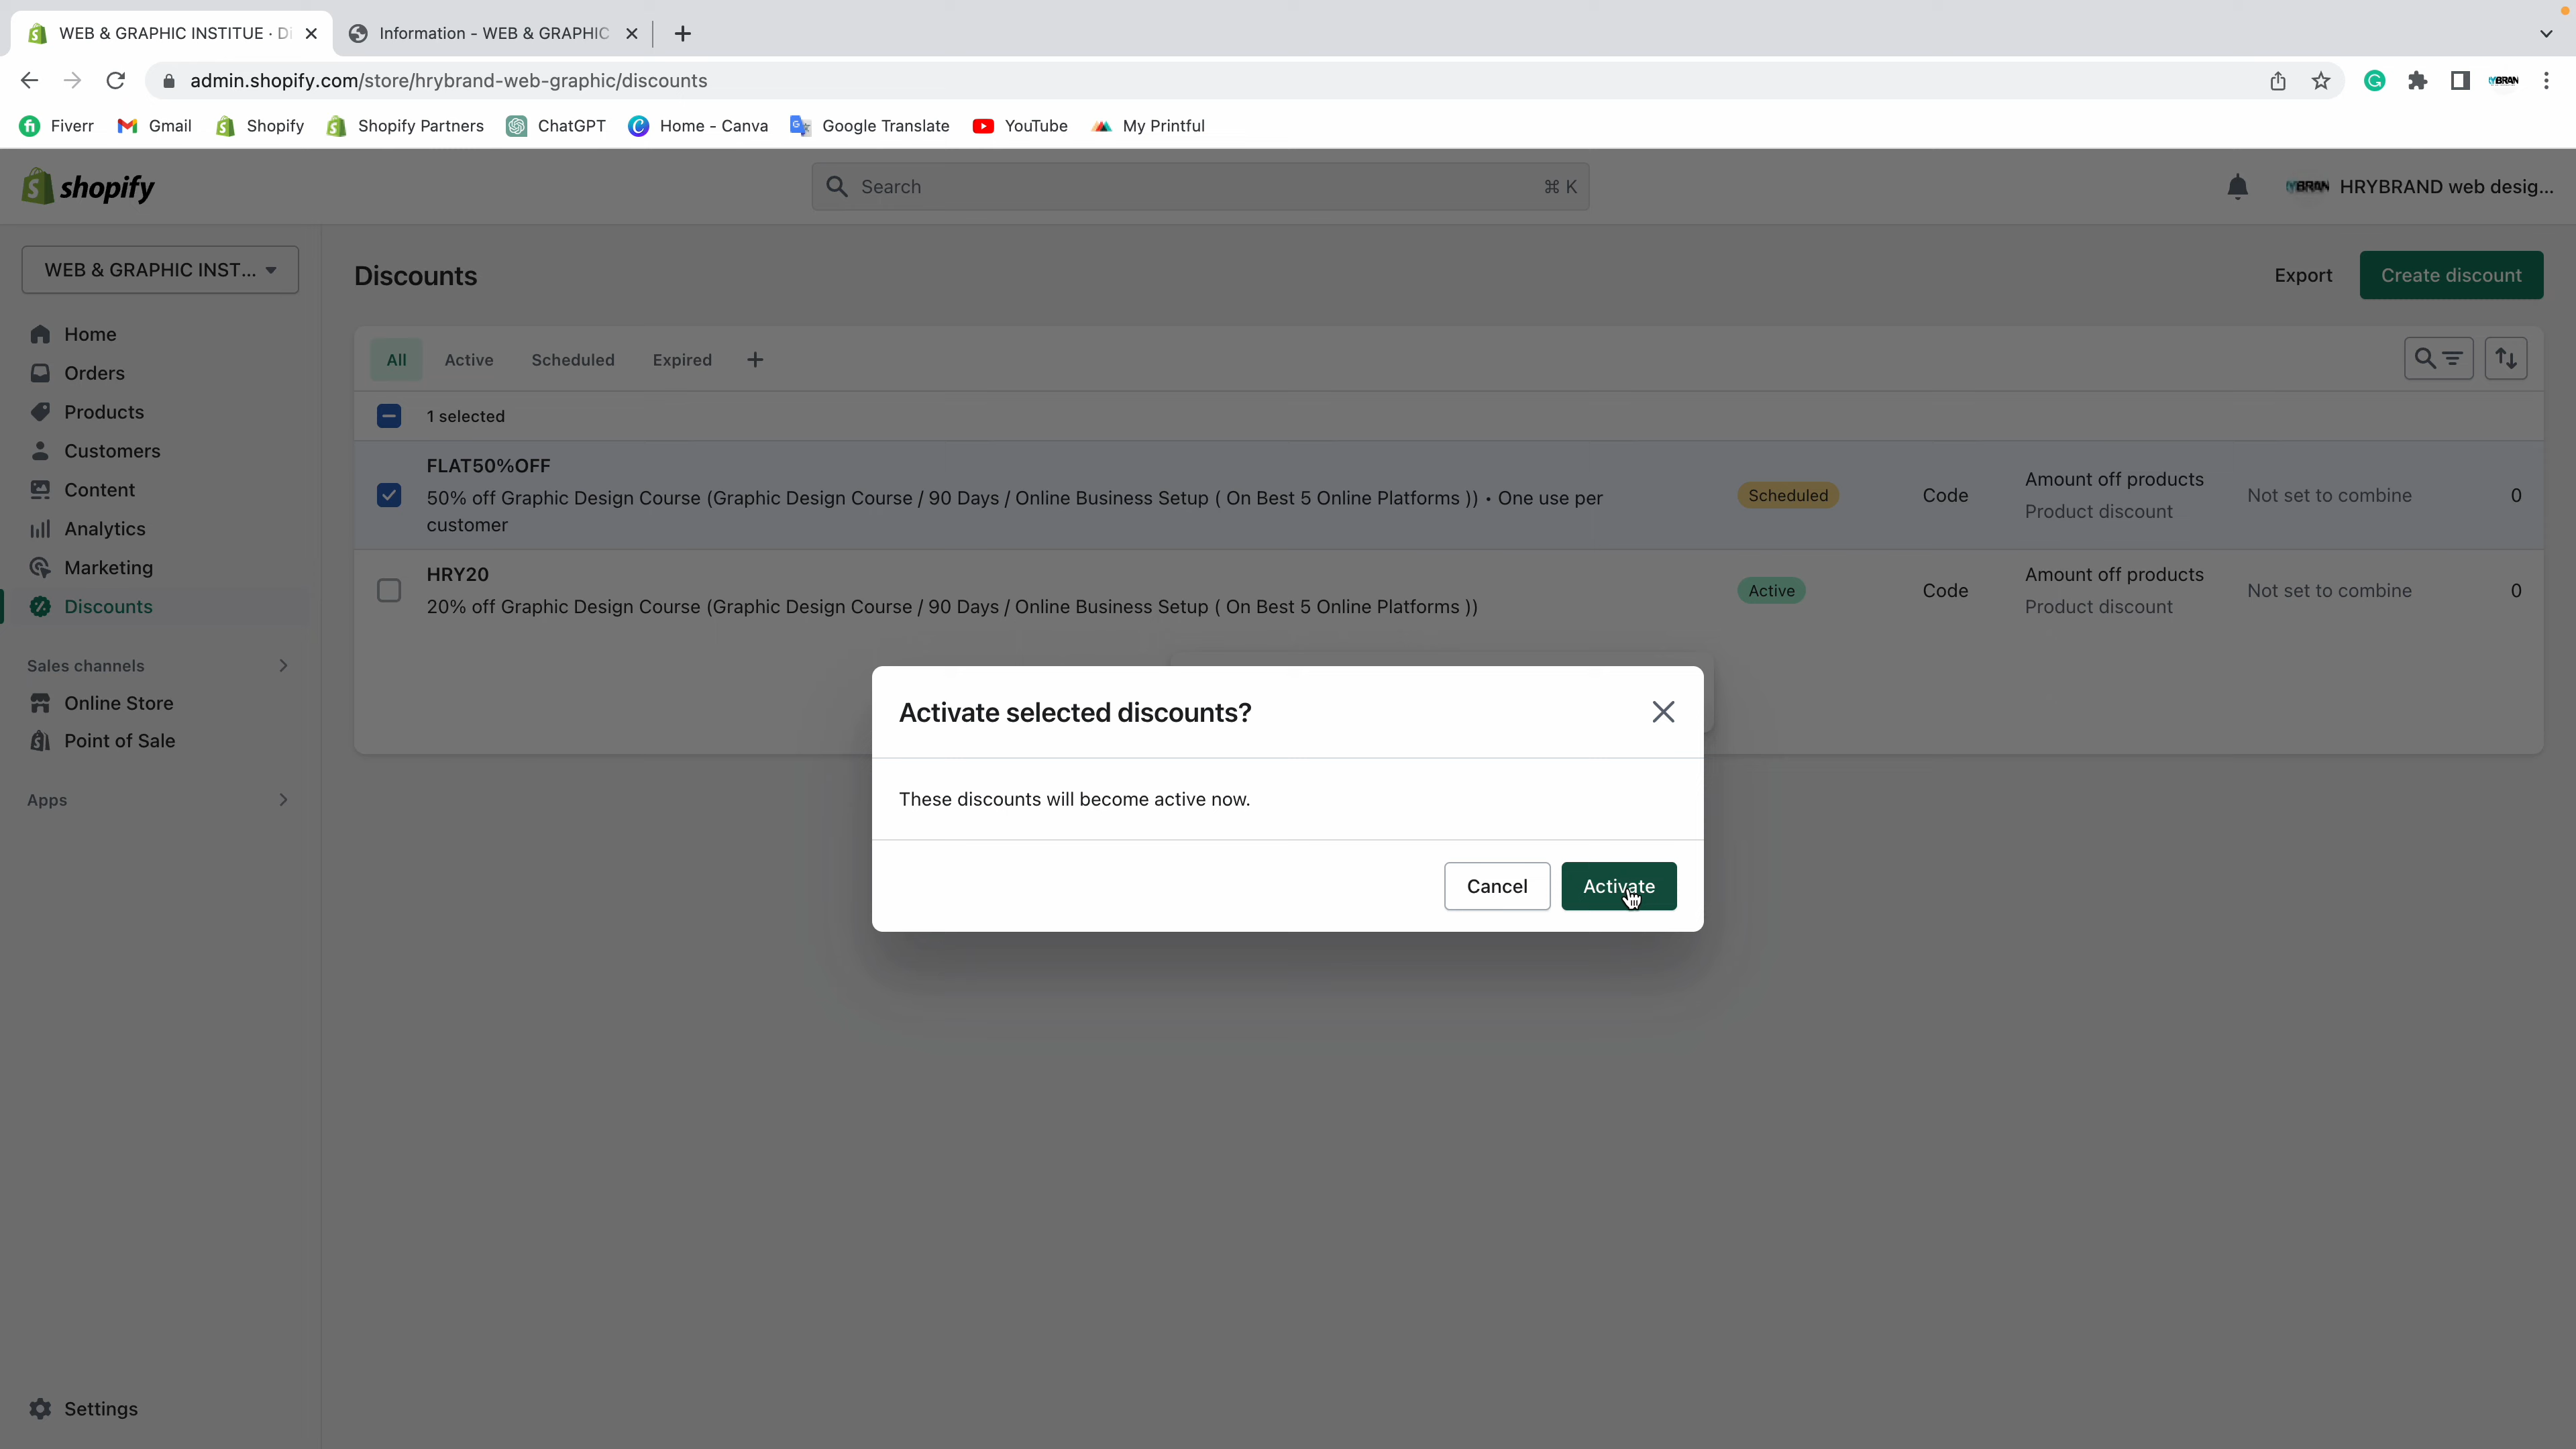 WEB & GRAPHIC INSTITUE · Di
Information - WEB & GRAPHIC
admin.shopify.com/store/hrybrand-web-graphic/discounts
Fiverr
Gmail
Shopify
Shopify Partners
ChatGPT
Home - Canva
Google Translate
YouTube
My Printful
shopify
Search
⌘ K
HRYBRAND web desig...
WEB & GRAPHIC INST...
Home
Orders
Products
Customers
Content
Analytics
Marketing
Discounts
Sales channels
Online Store
Point of Sale
Apps
Settings
Discounts
Export
Create discount
All
Active
Scheduled
Expired
1 selected
FLAT50%OFF
50% off Graphic Design Course (Graphic Design Course / 90 Days / Online Business Setup ( On Best 5 Online Platforms )) • One use per
customer
Scheduled
Code
Amount off products
Product discount
Not set to combine
0
HRY20
20% off Graphic Design Course (Graphic Design Course / 90 Days / Online Business Setup ( On Best 5 Online Platforms ))
Active
Code
Amount off products
Product discount
Not set to combine
0
Activate selected discounts?
These discounts will become active now.
Cancel
Activate